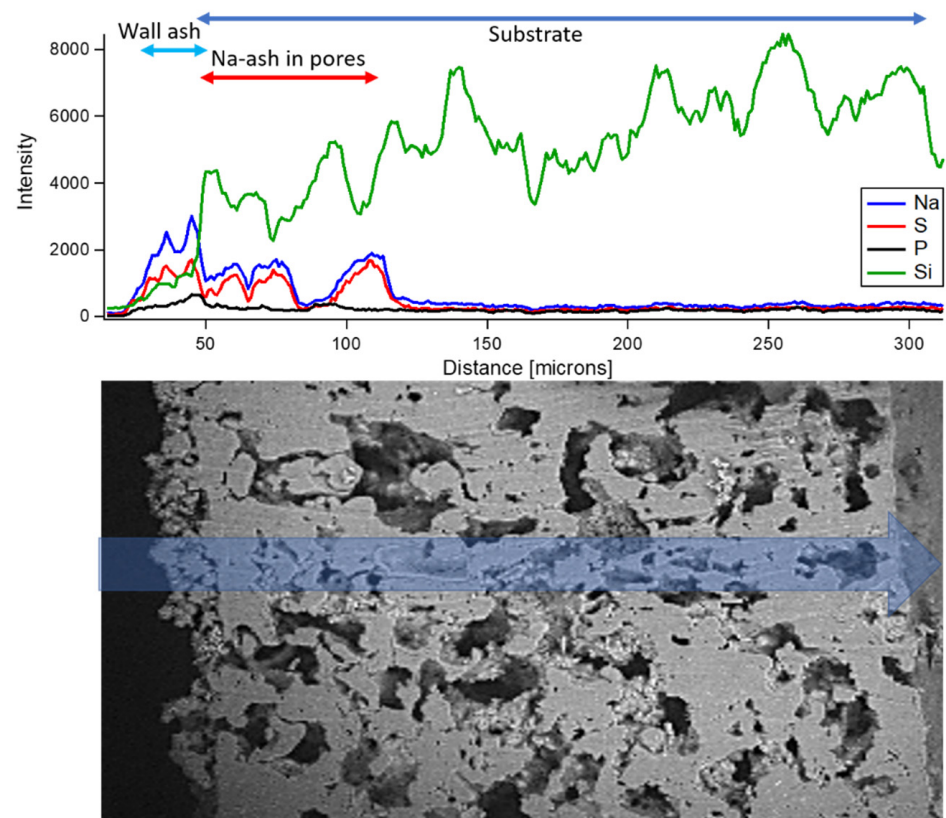 Wall ash
Substrate
Na-ash in pores
8000
6000
4000
2000
0
Intensity
Na
S
P
Si
50 100 150 200 250 300
Distance [microns]